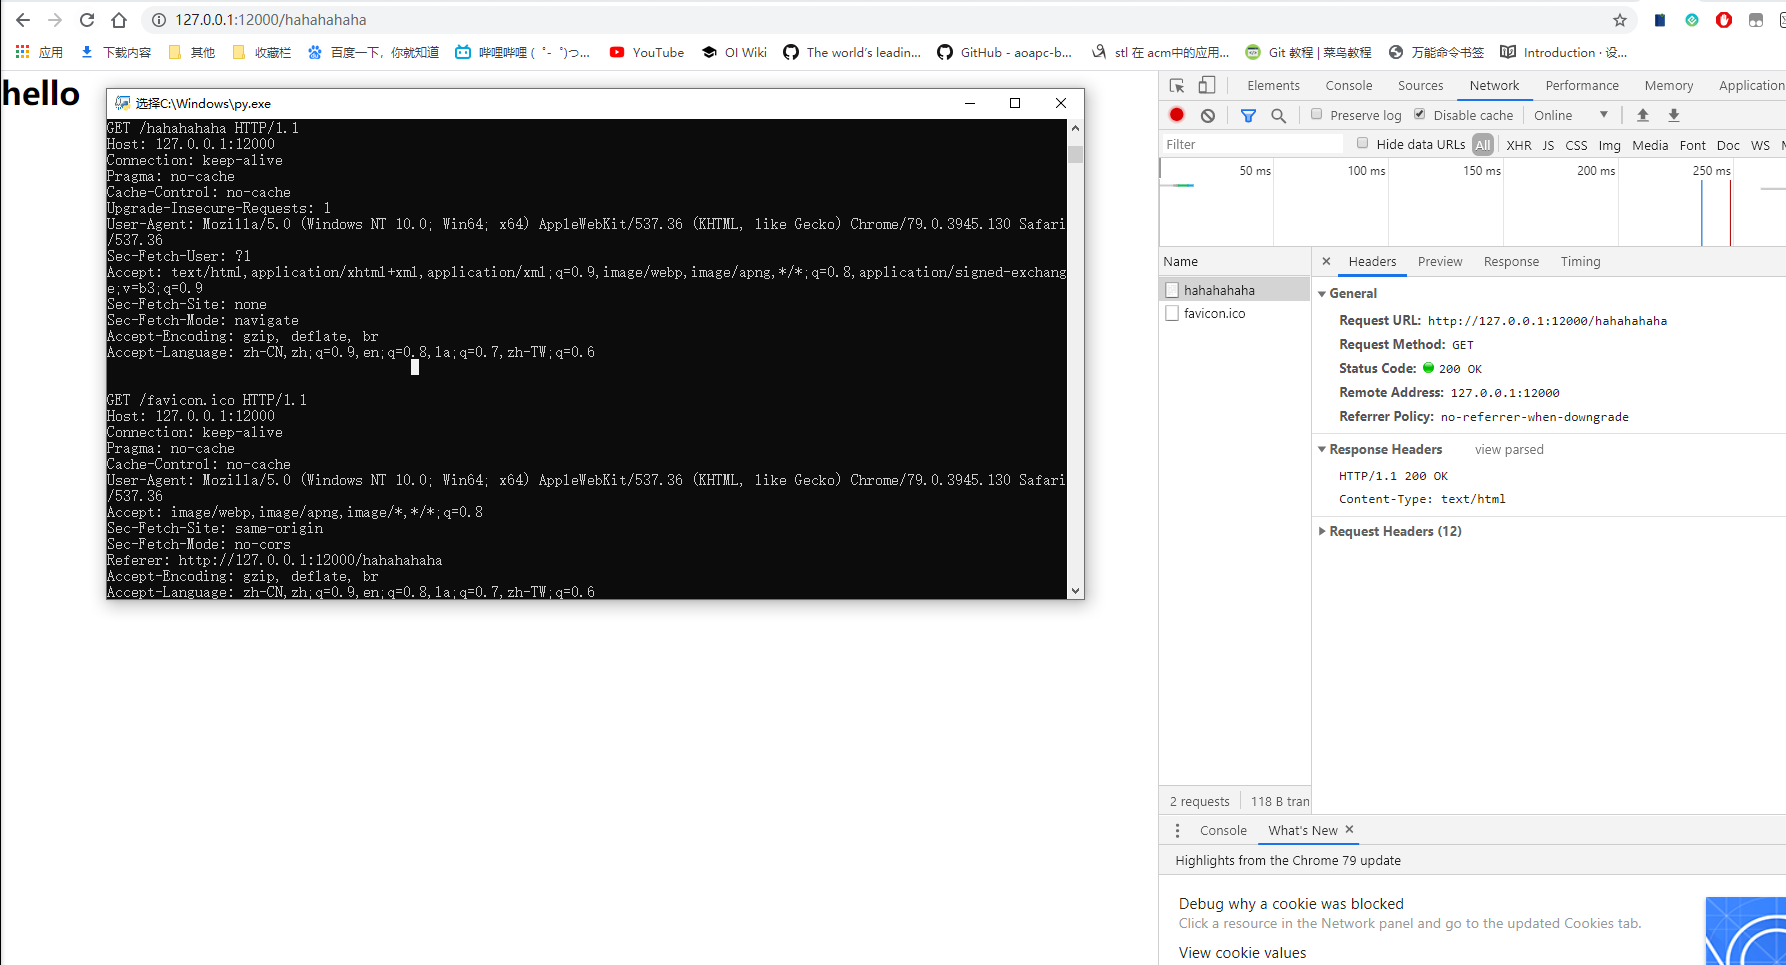 127.0.0.1:12000/hahahahaha
应用 下载内容 其他 收藏栏 百度一下，你就知道 哔哩哔哩 ( ゜- ゜)つ... YouTube OI Wiki The world's leadin... GitHub - aoapc-b... stl 在 acm中的应用... Git 教程 | 菜鸟教程 万能命令书签 Introduction · 设...
hello
选择C:\Windows\py.exe
GET /hahahahaha HTTP/1.1
Host: 127.0.0.1:12000
Connection: keep-alive
Pragma: no-cache
Cache-Control: no-cache
Upgrade-Insecure-Requests: 1
User-Agent: Mozilla/5.0 (Windows NT 10.0; Win64; x64) AppleWebKit/537.36 (KHTML, like Gecko) Chrome/79.0.3945.130 Safari
/537.36
Sec-Fetch-User: ?1
Accept: text/html,application/xhtml+xml,application/xml;q=0.9,image/webp,image/apng,*/*;q=0.8,application/signed-exchang
e;v=b3;q=0.9
Sec-Fetch-Site: none
Sec-Fetch-Mode: navigate
Accept-Encoding: gzip, deflate, br
Accept-Language: zh-CN,zh;q=0.9,en;q=0.8,la;q=0.7,zh-TW;q=0.6
GET /favicon.ico HTTP/1.1
Host: 127.0.0.1:12000
Connection: keep-alive
Pragma: no-cache
Cache-Control: no-cache
User-Agent: Mozilla/5.0 (Windows NT 10.0; Win64; x64) AppleWebKit/537.36 (KHTML, like Gecko) Chrome/79.0.3945.130 Safari
/537.36
Accept: image/webp,image/apng,image/*,*/*;q=0.8
Sec-Fetch-Site: same-origin
Sec-Fetch-Mode: no-cors
Referer: http://127.0.0.1:12000/hahahahaha
Accept-Encoding: gzip, deflate, br
Accept-Language: zh-CN,zh;q=0.9,en;q=0.8,la;q=0.7,zh-TW;q=0.6
Elements Console Sources Network Performance Memory Application
Preserve log Disable cache Online
Filter Hide data URLs All XHR JS CSS Img Media Font Doc WS
50 ms 100 ms 150 ms 200 ms 250 ms
Name Headers Preview Response Timing
hahahahaha
favicon.ico
General
Request URL: http://127.0.0.1:12000/hahahahaha
Request Method: GET
Status Code: 200 OK
Remote Address: 127.0.0.1:12000
Referrer Policy: no-referrer-when-downgrade
Response Headers view parsed
HTTP/1.1 200 OK
Content-Type: text/html
Request Headers (12)
2 requests 118 B tran
Console What's New
Highlights from the Chrome 79 update
Debug why a cookie was blocked
Click a resource in the Network panel and go to the updated Cookies tab.
View cookie values